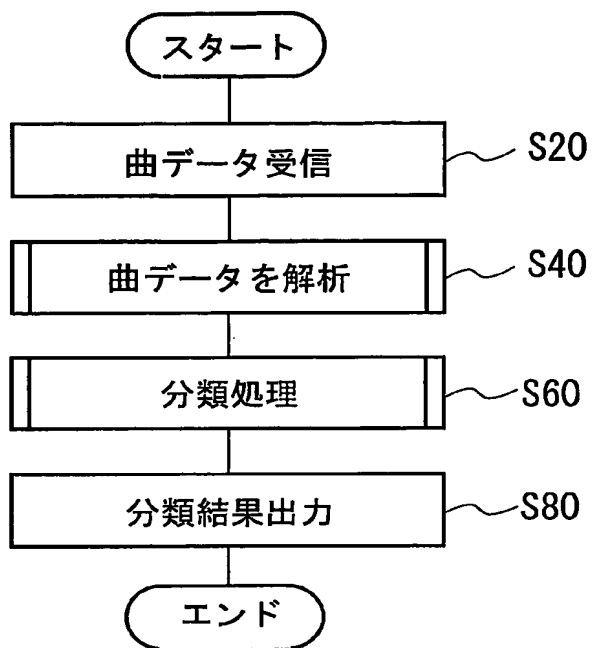 スタート
曲データ受信 S20
曲データを解析 S40
分類処理 S60
分類結果出力 S80
エンド